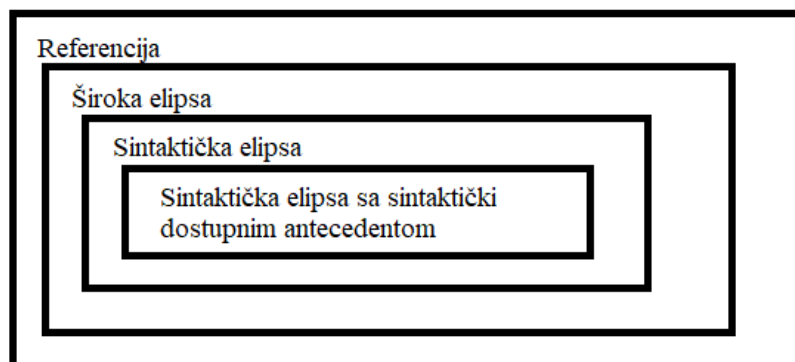 Referencija
Široka elipsa
Sintaktička elipsa
Sintaktička elipsa sa sintaktički
dostupnim antecedentom